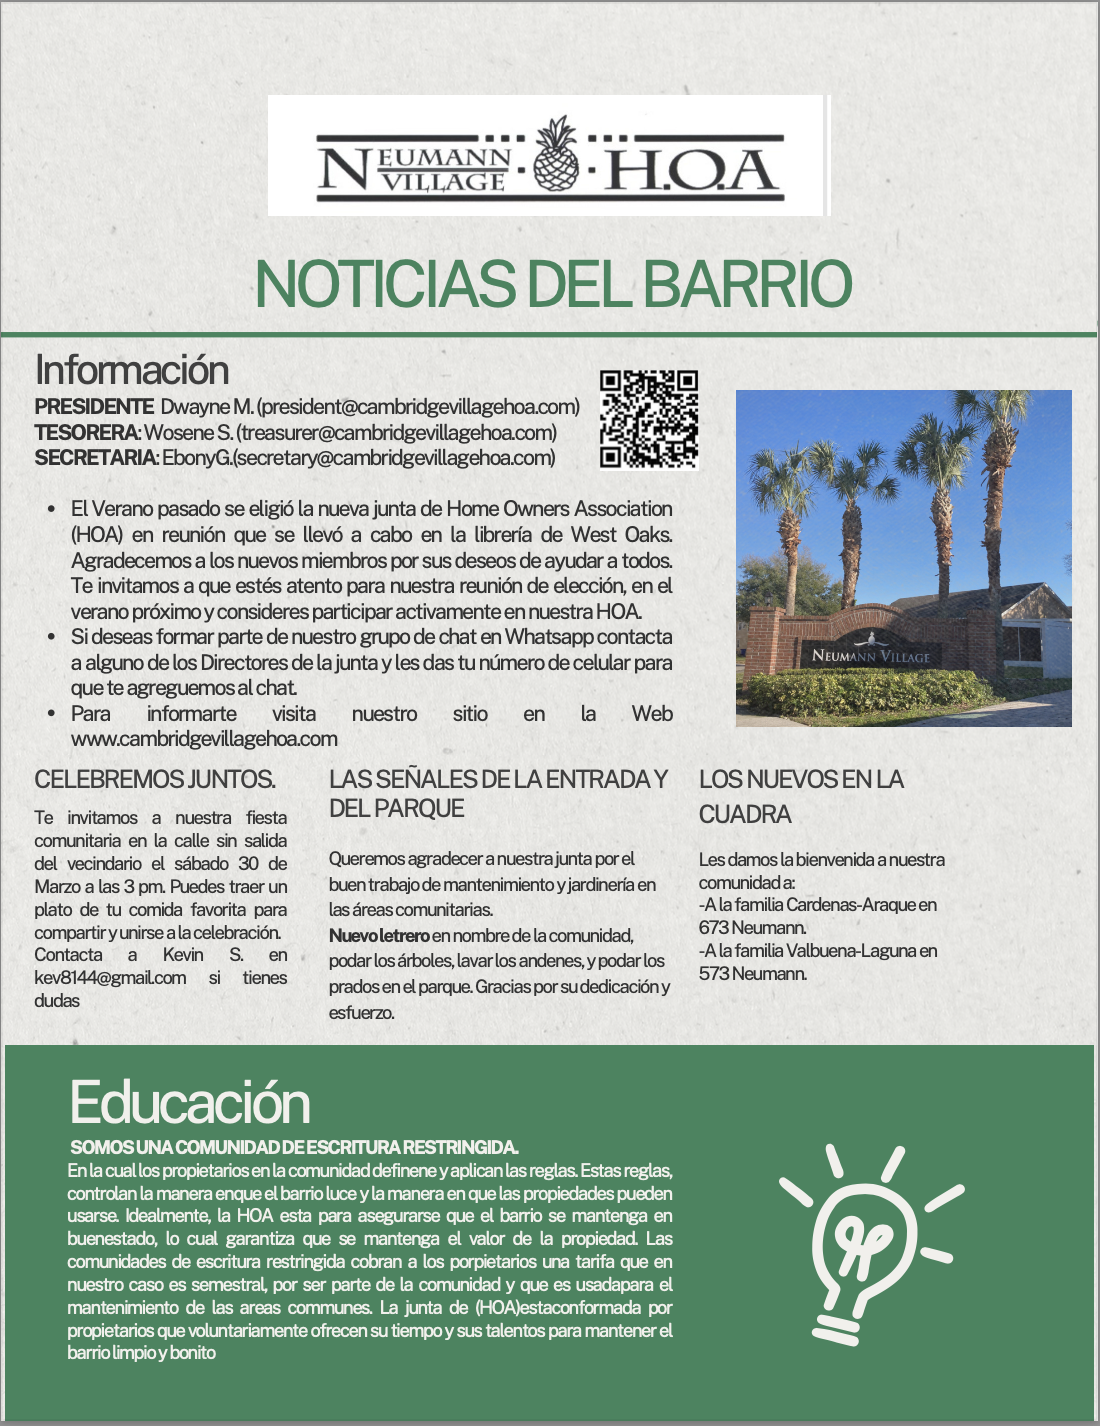 NEUMANN VILLAGE H.O.A
NOTICIAS DEL BARRIO
Información
PRESIDENTE Dwayne M. (president@cambridgevillagehoa.com)
TESORERA: Wosene S. (treasurer@cambridgevillagehoa.com)
SECRETARIA: EbonyG.(secretary@cambridgevillagehoa.com)
• El Verano pasado se eligió la nueva junta de Home Owners Association
(HOA) en reunión que se llevó a cabo en la librería de West Oaks.
Agradecemos a los nuevos miembros por sus deseos de ayudar a todos.
Te invitamos a que estés atento para nuestra reunión de elección, en el
verano próximo y consideres participar activamente en nuestra HOA.
• Si deseas formar parte de nuestro grupo de chat en Whatsapp contacta
a alguno de los Directores de la junta y les das tu número de celular para
que te agreguemos al chat.
• Para informarte visita nuestro sitio en la Web
www.cambridgevillagehoa.com
NEUMANN VILLAGE
CELEBREMOS JUNTOS.
Te invitamos a nuestra fiesta
comunitaria en la calle sin salida
del vecindario el sábado 30 de
Marzo a las 3 pm. Puedes traer un
plato de tu comida favorita para
compartir y unirse a la celebración.
Contacta a Kevin S. en
kev8144@gmail.com si tienes
dudas
LAS SEÑALES DE LA ENTRADA Y
DEL PARQUE
Queremos agradecer a nuestra junta por el
buen trabajo de mantenimiento y jardinería en
las áreas comunitarias.
Nuevo letrero en nombre de la comunidad,
podar los árboles, lavar los andenes, y podar los
prados en el parque. Gracias por su dedicación y
esfuerzo.
LOS NUEVOS EN LA
CUADRA
Les damos la bienvenida a nuestra
comunidad a:
-A la familia Cardenas-Araque en
673 Neumann.
-A la familia Valbuena-Laguna en
573 Neumann.
Educación
SOMOS UNA COMUNIDAD DE ESCRITURA RESTRINGIDA.
En la cual los propietarios en la comunidad definene y aplican las reglas. Estas reglas,
controlan la manera enque el barrio luce y la manera en que las propiedades pueden
usarse. Idealmente, la HOA esta para asegurarse que el barrio se mantenga en
buenestado, lo cual garantiza que se mantenga el valor de la propiedad. Las
comunidades de escritura restringida cobran a los porpietarios una tarifa que en
nuestro caso es semestral, por ser parte de la comunidad y que es usadapara el
mantenimiento de las areas communes. La junta de (HOA)estaconformada por
propietarios que voluntariamente ofrecen su tiempo y sus talentos para mantener el
barrio limpio y bonito